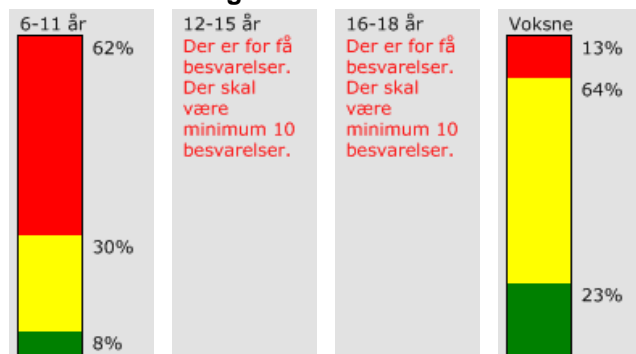 6-11 år
62%
30%
8%
12-15 år
Der er for få
besvarelser.
Der skal
være
minimum 10
besvarelser.
16-18 år
Der er for få
besvarelser.
Der skal
være
minimum 10
besvarelser.
Voksne
13%
64%
23%